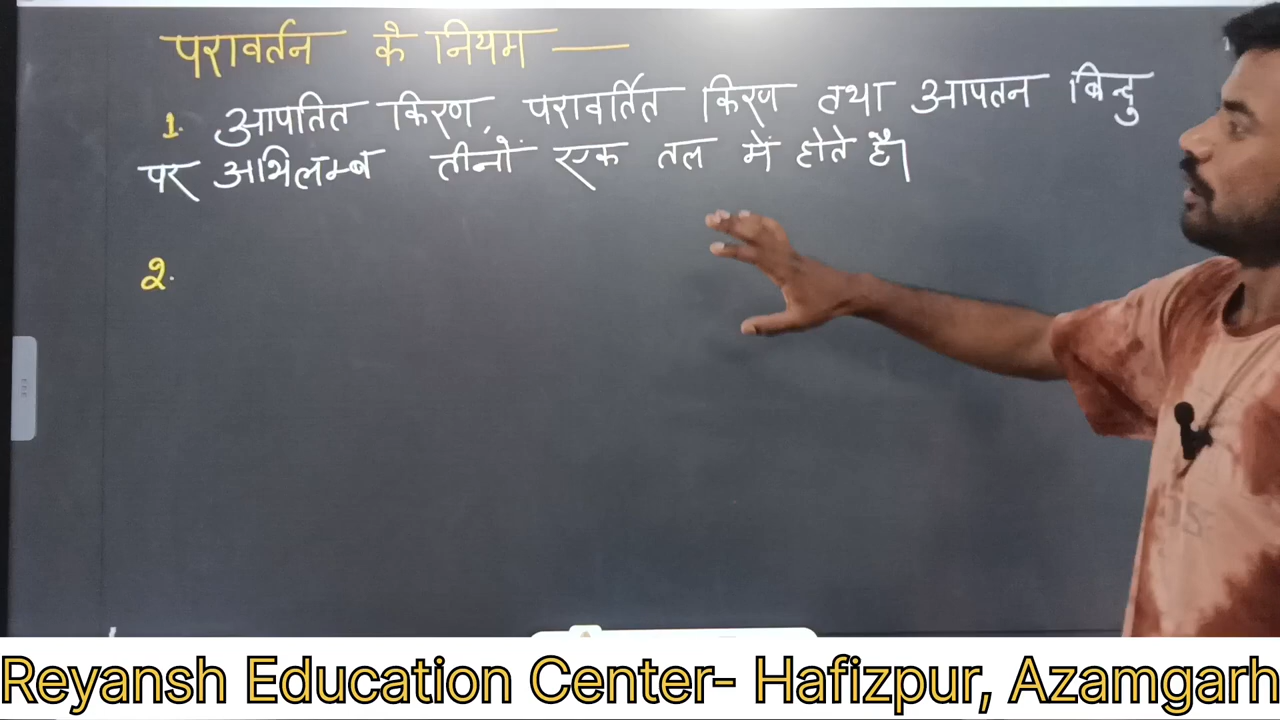 परावर्तन के नियम —
1. आपतित किरण, परावर्तित किरण तथा आपतन बिन्दु
पर अभिलम्ब तीनों एक तल में होते हैं।
2.
Reyansh Education Center- Hafizpur, Azamgarh